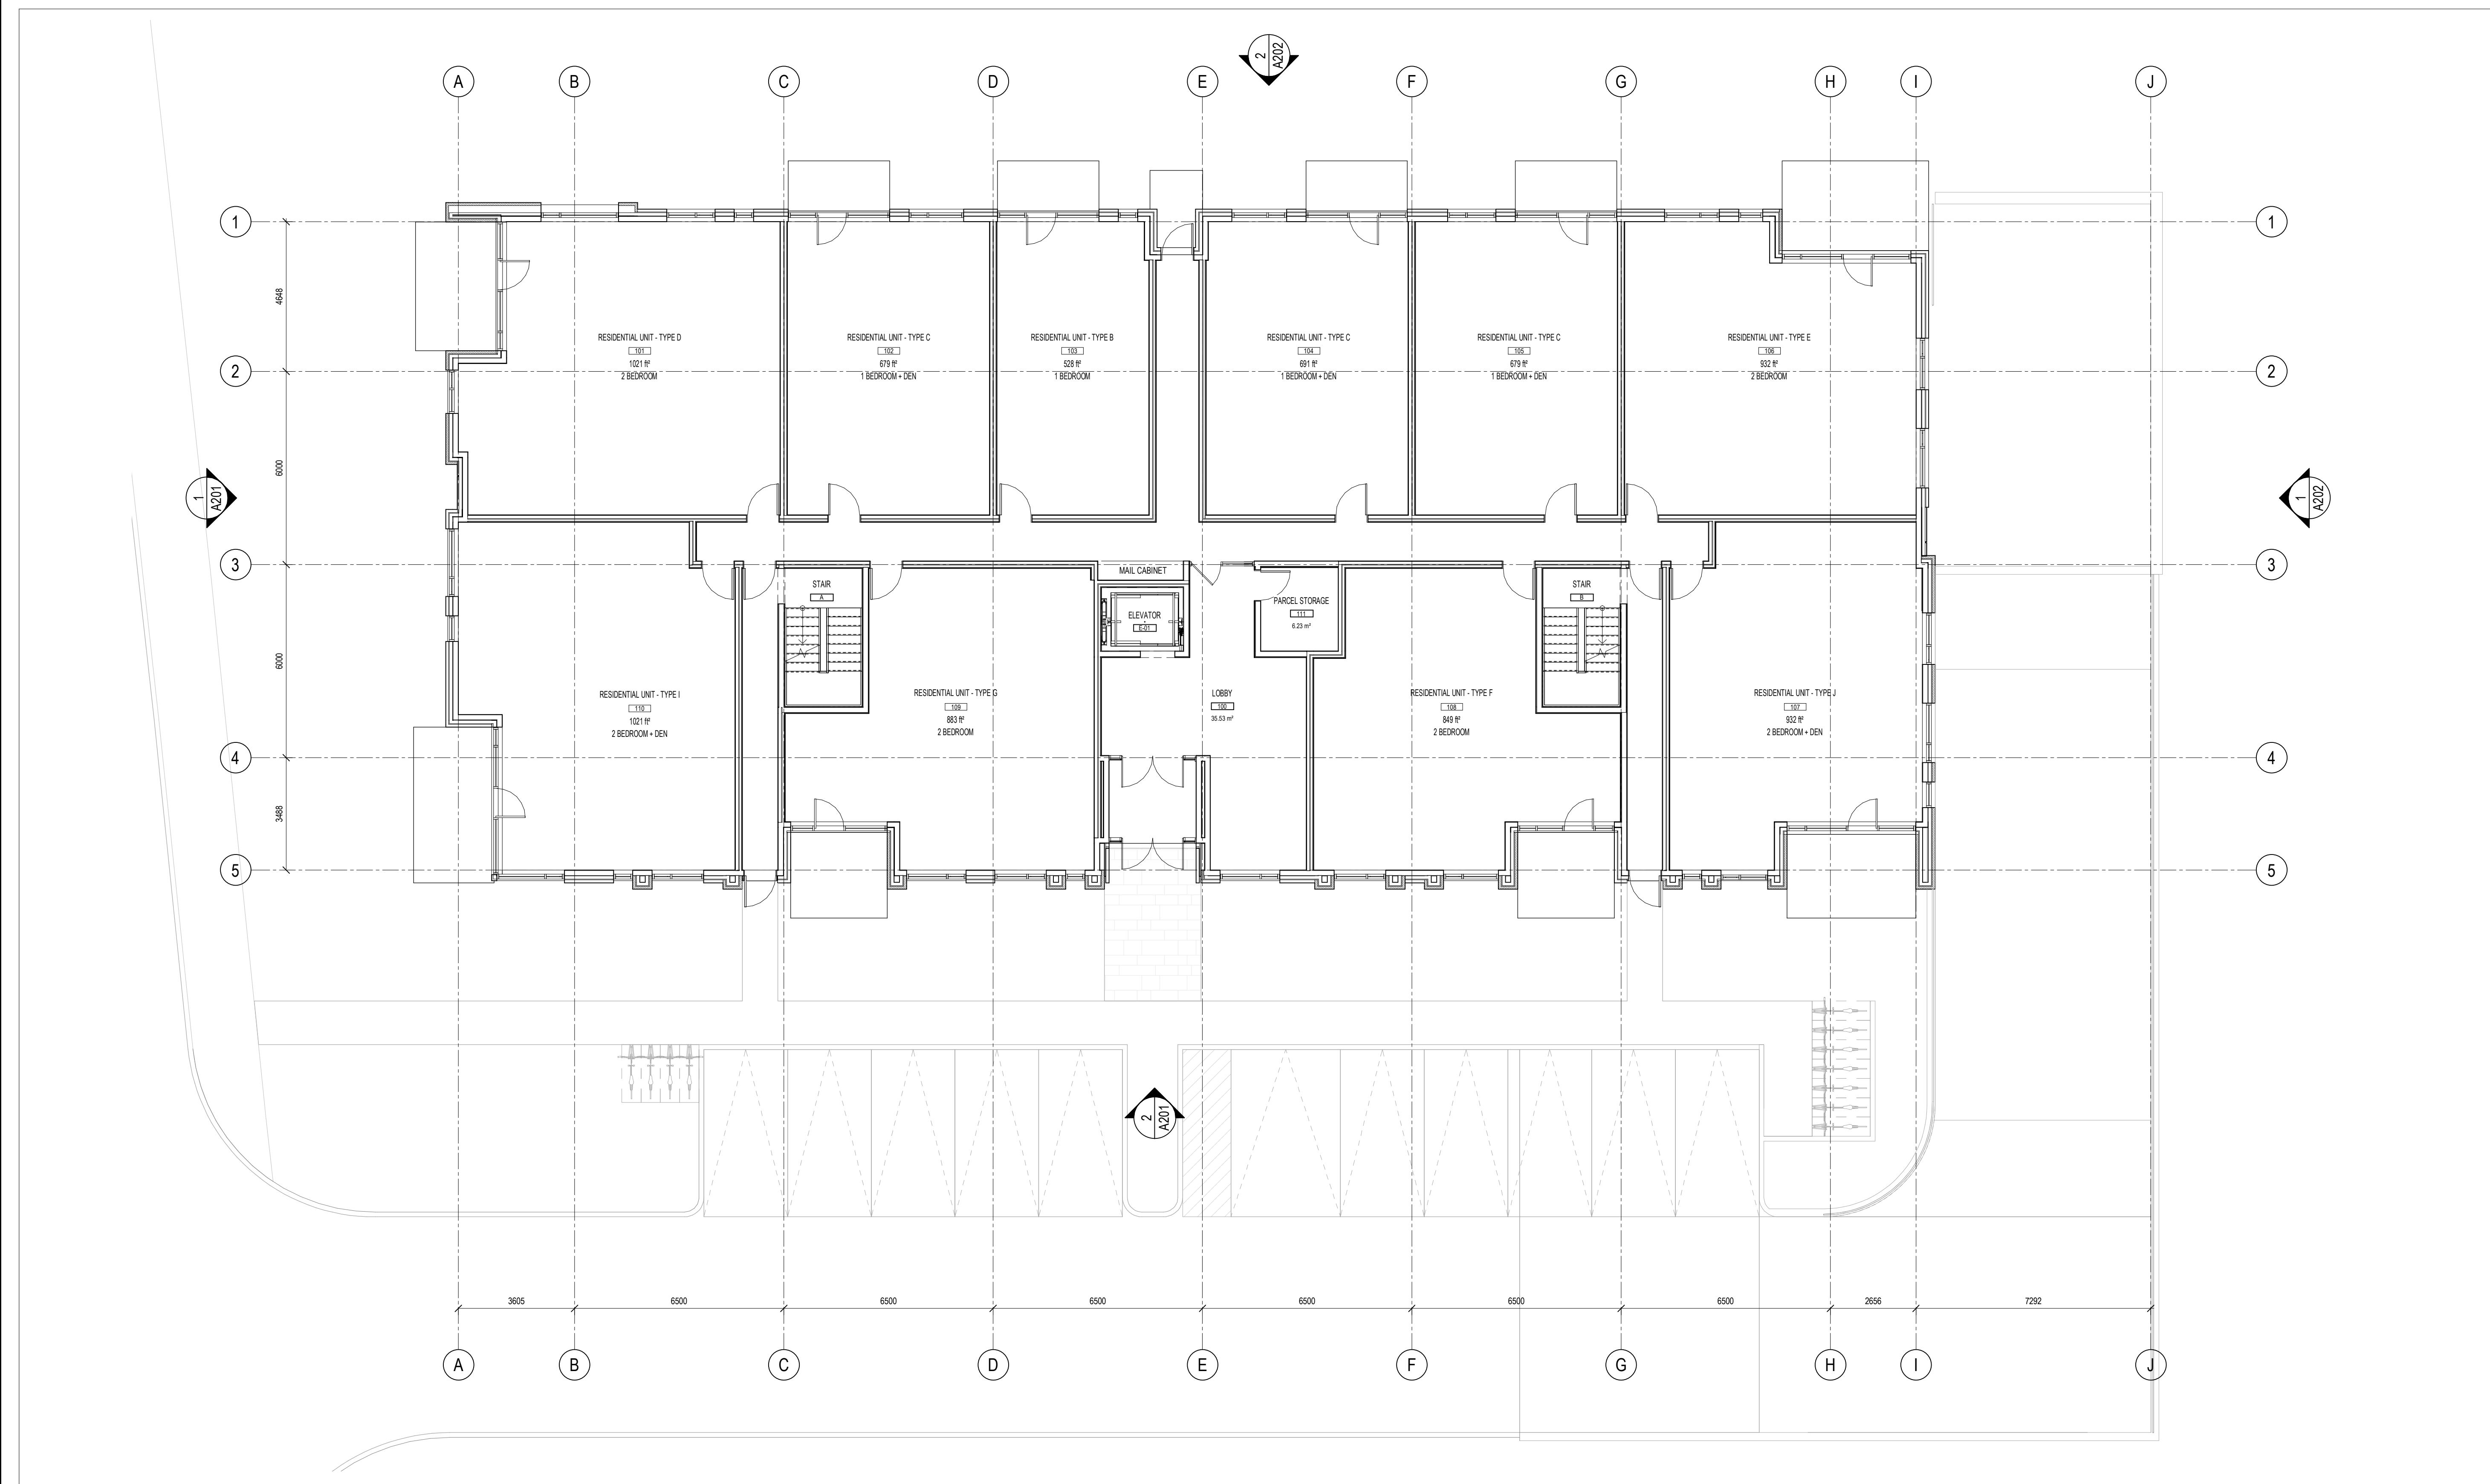 2
A202
A
B
C
D
E
F
G
H
I
J
1
1
4648
RESIDENTIAL UNIT - TYPE D
101
1021 ft²
2 BEDROOM
RESIDENTIAL UNIT - TYPE C
102
679 ft²
1 BEDROOM + DEN
RESIDENTIAL UNIT - TYPE B
103
528 ft²
1 BEDROOM
RESIDENTIAL UNIT - TYPE C
104
691 ft²
1 BEDROOM + DEN
RESIDENTIAL UNIT - TYPE C
105
679 ft²
1 BEDROOM + DEN
RESIDENTIAL UNIT - TYPE E
106
932 ft²
2 BEDROOM
2
2
6000
1
A201
1
A202
3
3
STAIR
A
MAIL CABINET
ELEVATOR
E-01
PARCEL STORAGE
111
6.23 m²
STAIR
B
6000
RESIDENTIAL UNIT - TYPE I
110
1021 ft²
2 BEDROOM + DEN
RESIDENTIAL UNIT - TYPE G
109
883 ft²
2 BEDROOM
LOBBY
100
35.53 m²
RESIDENTIAL UNIT - TYPE F
108
849 ft²
2 BEDROOM
RESIDENTIAL UNIT - TYPE J
107
932 ft²
2 BEDROOM + DEN
4
4
3488
5
5
2
A201
3605
6500
6500
6500
6500
6500
6500
2656
7292
A
B
C
D
E
F
G
H
I
J